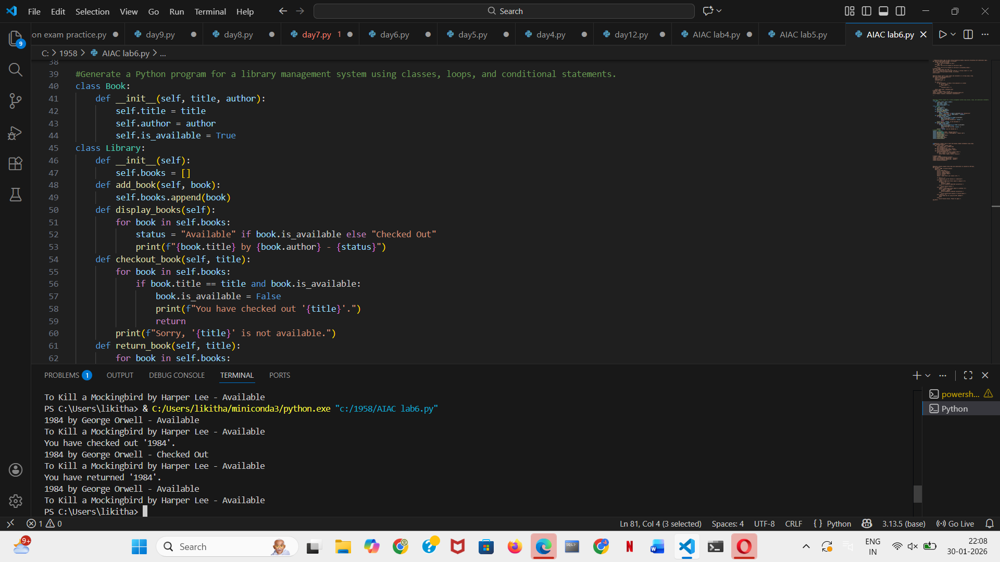 File Edit Selection View Go Run Terminal Help
Search
on exam practice.py
day9.py
day8.py
day7.py 1
day6.py
day5.py
day4.py
day12.py
AIAC lab4.py
AIAC lab5.py
AIAC lab6.py
9
C: > 1958 > AIAC lab6.py > ...
38
39 #Generate a Python program for a library management system using classes, loops, and conditional statements.
40 class Book:
41     def __init__(self, title, author):
42         self.title = title
43         self.author = author
44         self.is_available = True
45 class Library:
46     def __init__(self):
47         self.books = []
48     def add_book(self, book):
49         self.books.append(book)
50     def display_books(self):
51         for book in self.books:
52             status = "Available" if book.is_available else "Checked Out"
53             print(f"{book.title} by {book.author} - {status}")
54     def checkout_book(self, title):
55         for book in self.books:
56             if book.title == title and book.is_available:
57                 book.is_available = False
58                 print(f"You have checked out '{title}'.")
59                 return
60         print(f"Sorry, '{title}' is not available.")
61     def return_book(self, title):
62         for book in self.books:
PROBLEMS 1 OUTPUT DEBUG CONSOLE TERMINAL PORTS
To Kill a Mockingbird by Harper Lee - Available
PS C:\Users\likitha> & C:/Users/likitha/miniconda3/python.exe "c:/1958/AIAC lab6.py"
1984 by George Orwell - Available
To Kill a Mockingbird by Harper Lee - Available
You have checked out '1984'.
1984 by George Orwell - Checked Out
To Kill a Mockingbird by Harper Lee - Available
You have returned '1984'.
1984 by George Orwell - Available
To Kill a Mockingbird by Harper Lee - Available
PS C:\Users\likitha>
powersh...
Python
1 0
Ln 81, Col 4 (3 selected) Spaces: 4 UTF-8 CRLF {} Python 3.13.5 (base) Go Live
9+
Search
SQL>
ENG
IN
22:08
30-01-2026